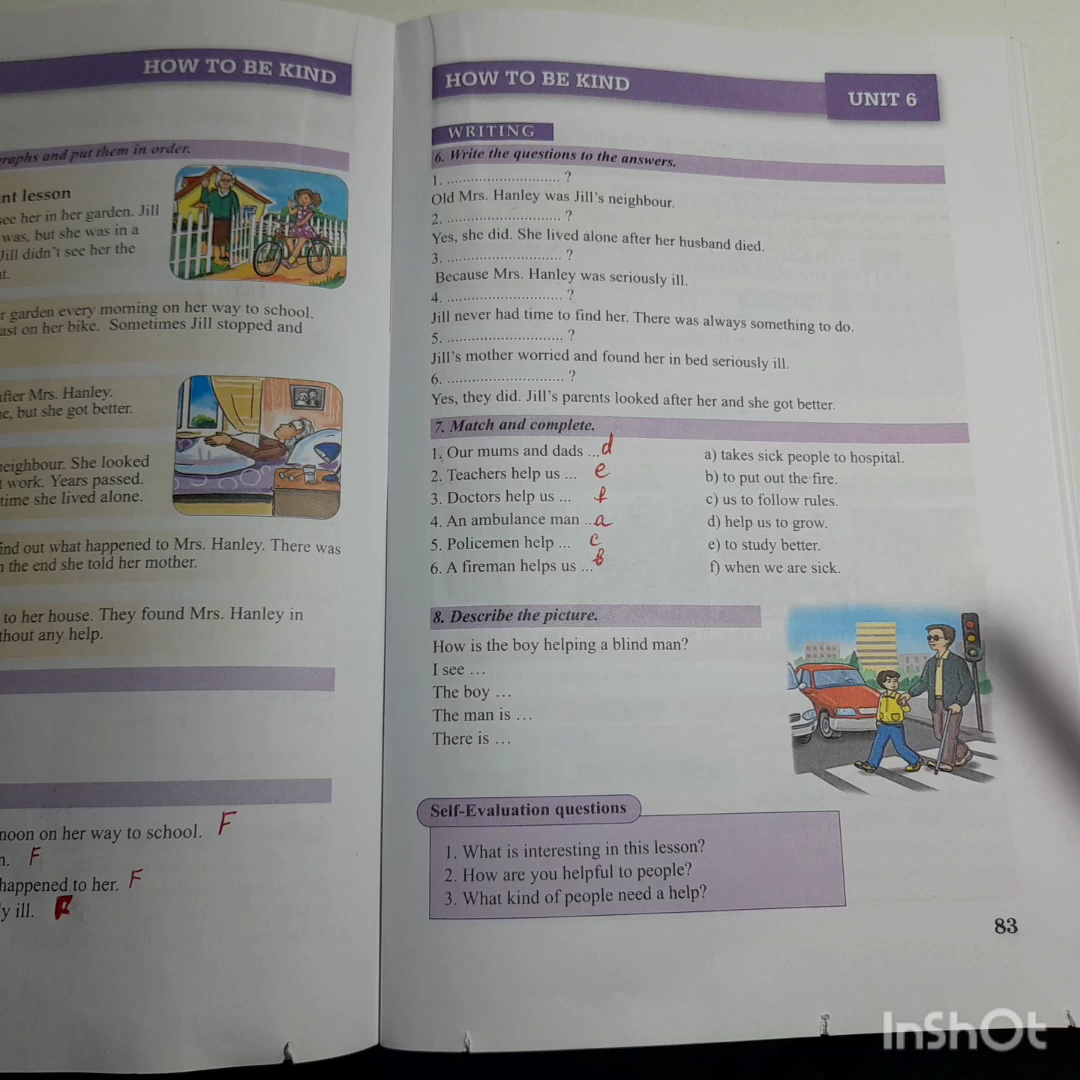 HOW TO BE KIND
raphs and put them in order.
nt lesson
see her in her garden. Jill
was, but she was in a
Jill didn't see her the
t.
r garden every morning on her way to school.
ast on her bike. Sometimes Jill stopped and
after Mrs. Hanley.
e, but she got better.
neighbour. She looked
t work. Years passed.
time she lived alone.
ind out what happened to Mrs. Hanley. There was
n the end she told her mother.
to her house. They found Mrs. Hanley in
thout any help.
noon on her way to school. F
n. F
happened to her. F
y ill.
HOW TO BE KIND
UNIT 6
WRITING
6. Write the questions to the answers.
1. ............................ ?
Old Mrs. Hanley was Jill's neighbour.
2. ............................ ?
Yes, she did. She lived alone after her husband died.
3. ............................ ?
Because Mrs. Hanley was seriously ill.
4. ............................ ?
Jill never had time to find her. There was always something to do.
5. ............................ ?
Jill's mother worried and found her in bed seriously ill.
6. ............................ ?
Yes, they did. Jill's parents looked after her and she got better.
7. Match and complete.
1. Our mums and dads ... d
a) takes sick people to hospital.
2. Teachers help us ... e
b) to put out the fire.
3. Doctors help us ... f
c) us to follow rules.
4. An ambulance man ... a
d) help us to grow.
5. Policemen help ... c
e) to study better.
6. A fireman helps us ... b
f) when we are sick.
8. Describe the picture.
How is the boy helping a blind man?
I see ...
The boy ...
The man is ...
There is ...
Self-Evaluation questions
1. What is interesting in this lesson?
2. How are you helpful to people?
3. What kind of people need a help?
83
InShOt